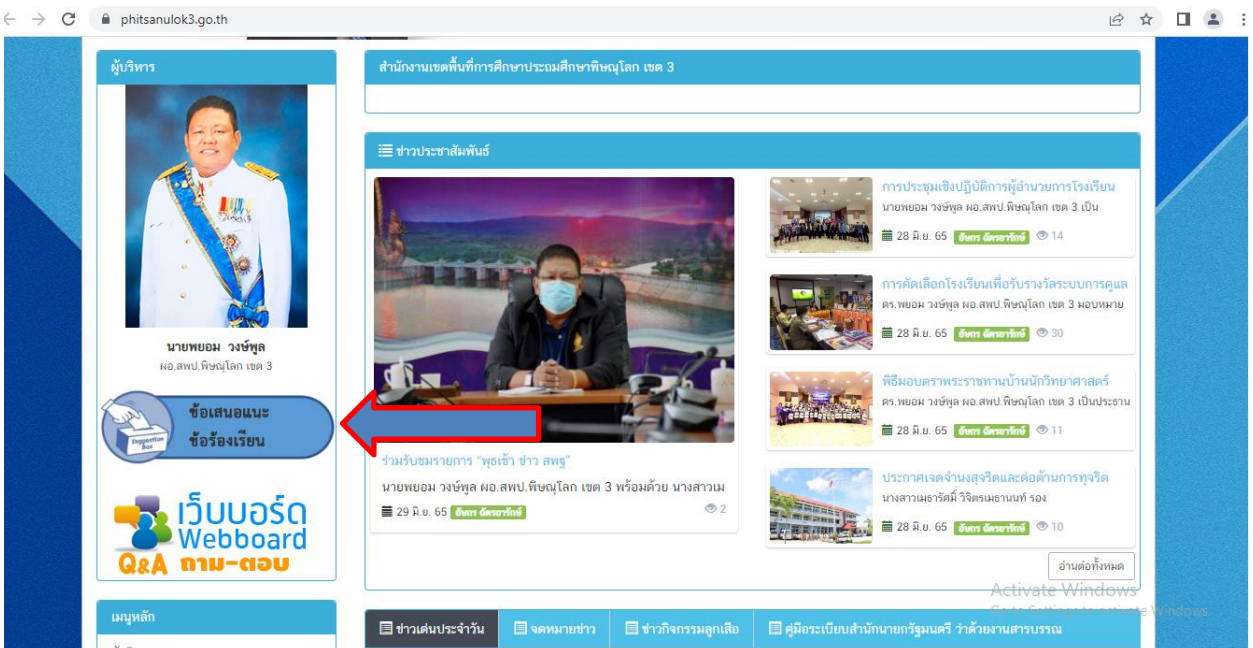 phitsanulok3.go.th
ผู้บริหาร
นายพยอม วงษ์พูล
ผอ.สพป.พิษณุโลก เขต 3
ข้อเสนอแนะ
ข้อร้องเรียน
Suggestion
Box
เว็บบอร์ด
Webboard
Q&A ถาม-ตอบ
เมนูหลัก
สำนักงานเขตพื้นที่การศึกษาประถมศึกษาพิษณุโลก เขต 3
ข่าวประชาสัมพันธ์
ร่วมรับชมรายการ "พุธเช้า ข่าว สพฐ"
นายพยอม วงษ์พูล ผอ.สพป.พิษณุโลก เขต 3 พร้อมด้วย นางสาวเม
29 มิ.ย. 65 อัษกร ฉัตรอารักษ์ 2
การประชุมเชิงปฏิบัติการผู้อำนวยการโรงเรียน
นายพยอม วงษ์พูล ผอ.สพป.พิษณุโลก เขต 3 เป็น
28 มิ.ย. 65 14
การคัดเลือกโรงเรียนเพื่อรับรางวัลระบบการดูแล
ดร.พยอม วงษ์พูล ผอ.สพป.พิษณุโลก เขต 3 มอบหมาย
28 มิ.ย. 65 30
พิธีมอบตราพระราชทานบ้านนักวิทยาศาสตร์
ดร.พยอม วงษ์พูล ผอ.สพป.พิษณุโลก เขต 3 เป็นประธาน
28 มิ.ย. 65 11
ประกาศเจตจำนงสุจริตและต่อต้านการทุจริต
นางสาวเมธารัศมิ์ วิจิตรเมธานนท์ รอง
28 มิ.ย. 65 10
อ่านต่อทั้งหมด
Activate Windows
Go to Settings to activate Windows.
ข่าวเด่นประจำวัน จดหมายข่าว ข่าวกิจกรรมลูกเสือ คู่มือระเบียบสำนักนายกรัฐมนตรี ว่าด้วยงานสารบรรณ